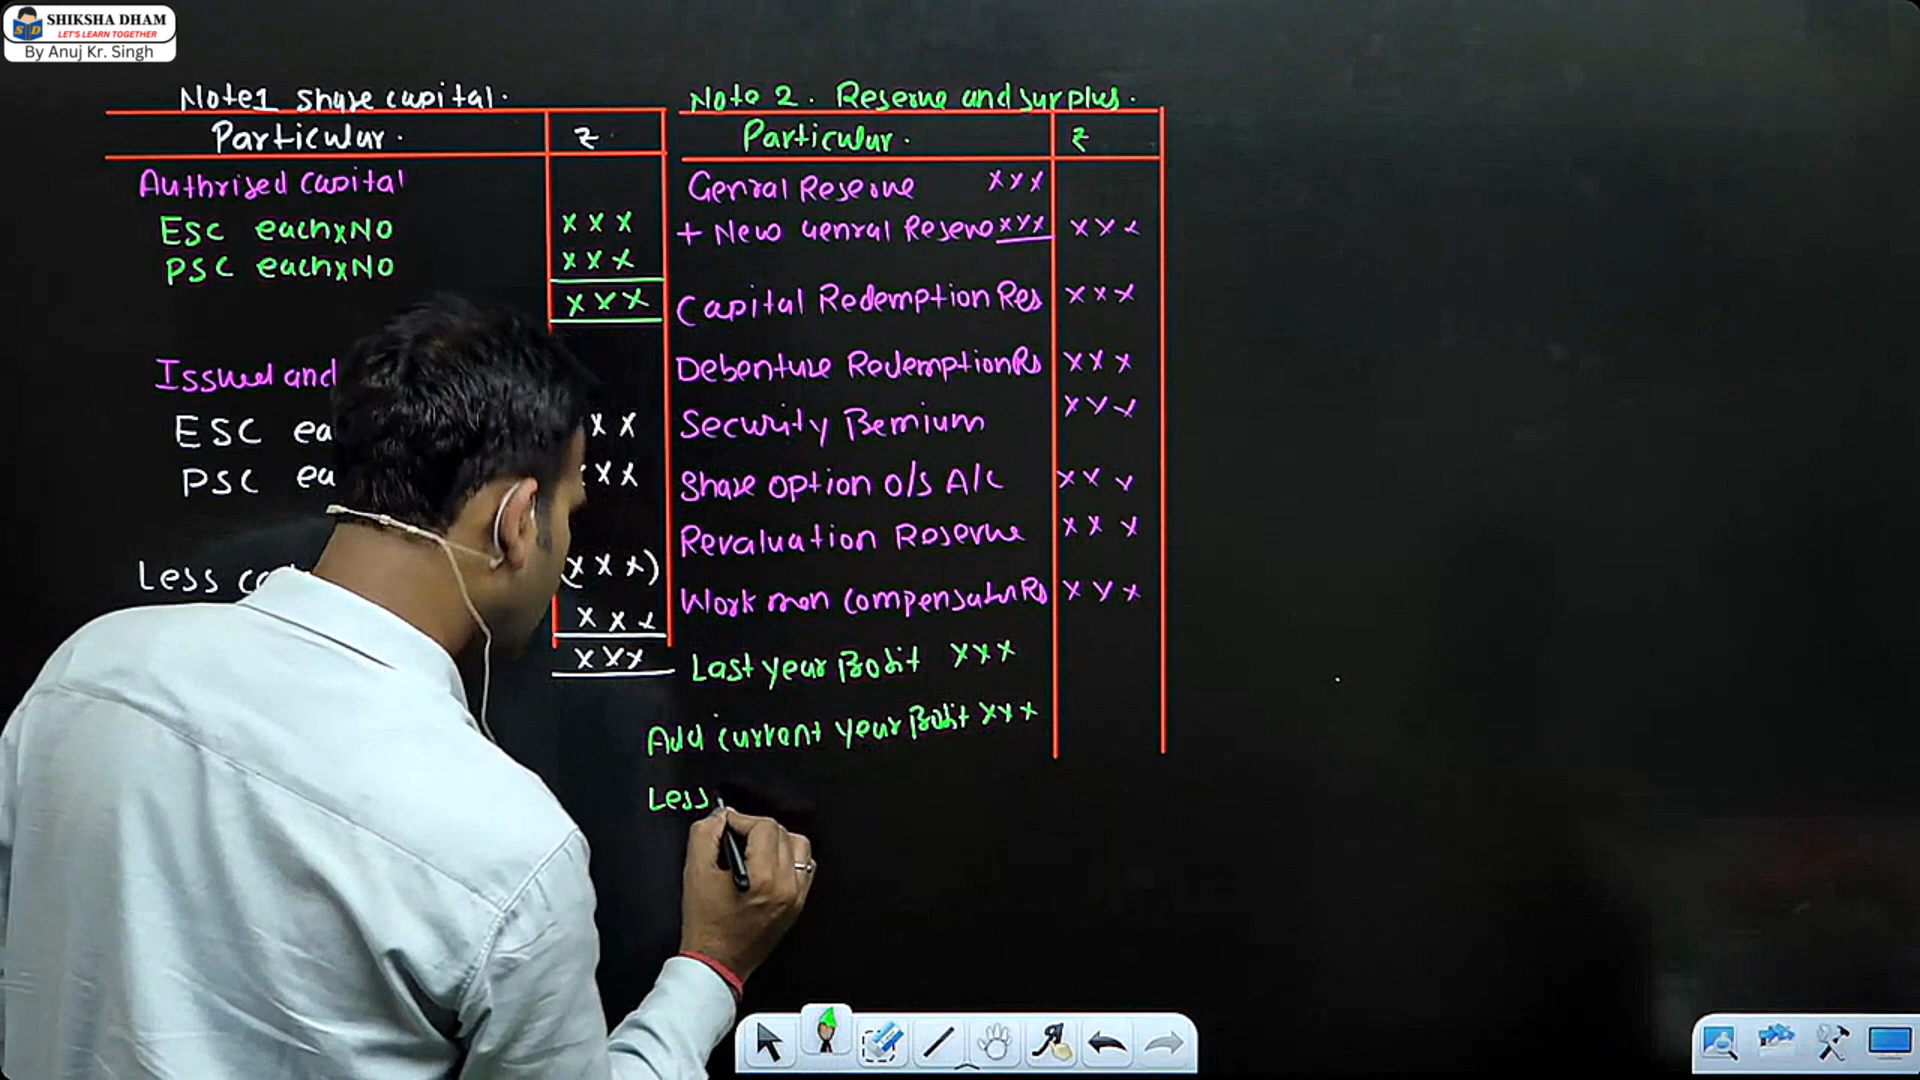 SHIKSHA DHAM
LET'S LEARN TOGETHER
By Anuj Kr. Singh
Note1 Share capital.
Particular. ₹
Authrised Capital
ESC eachxNO xxx
PSC eachxNO xxx
xxx
Issued and
ESC ea xx
PSC ea xx
Less ca (xxx)
xxx
xxx
Note 2. Reserve and surplus.
Particular. ₹
Genral Reserve xxx
+ New Genral Reserve xxx xxx
Capital Redemption Res xxx
Debenture Redemption Rs xxx
Security Premium xxx
Share option o/s A/c xxx
Revaluation Reserve xxx
Work men compensation Rs xxx
Last year Profit xxx
Add current year Profit xxx
Less